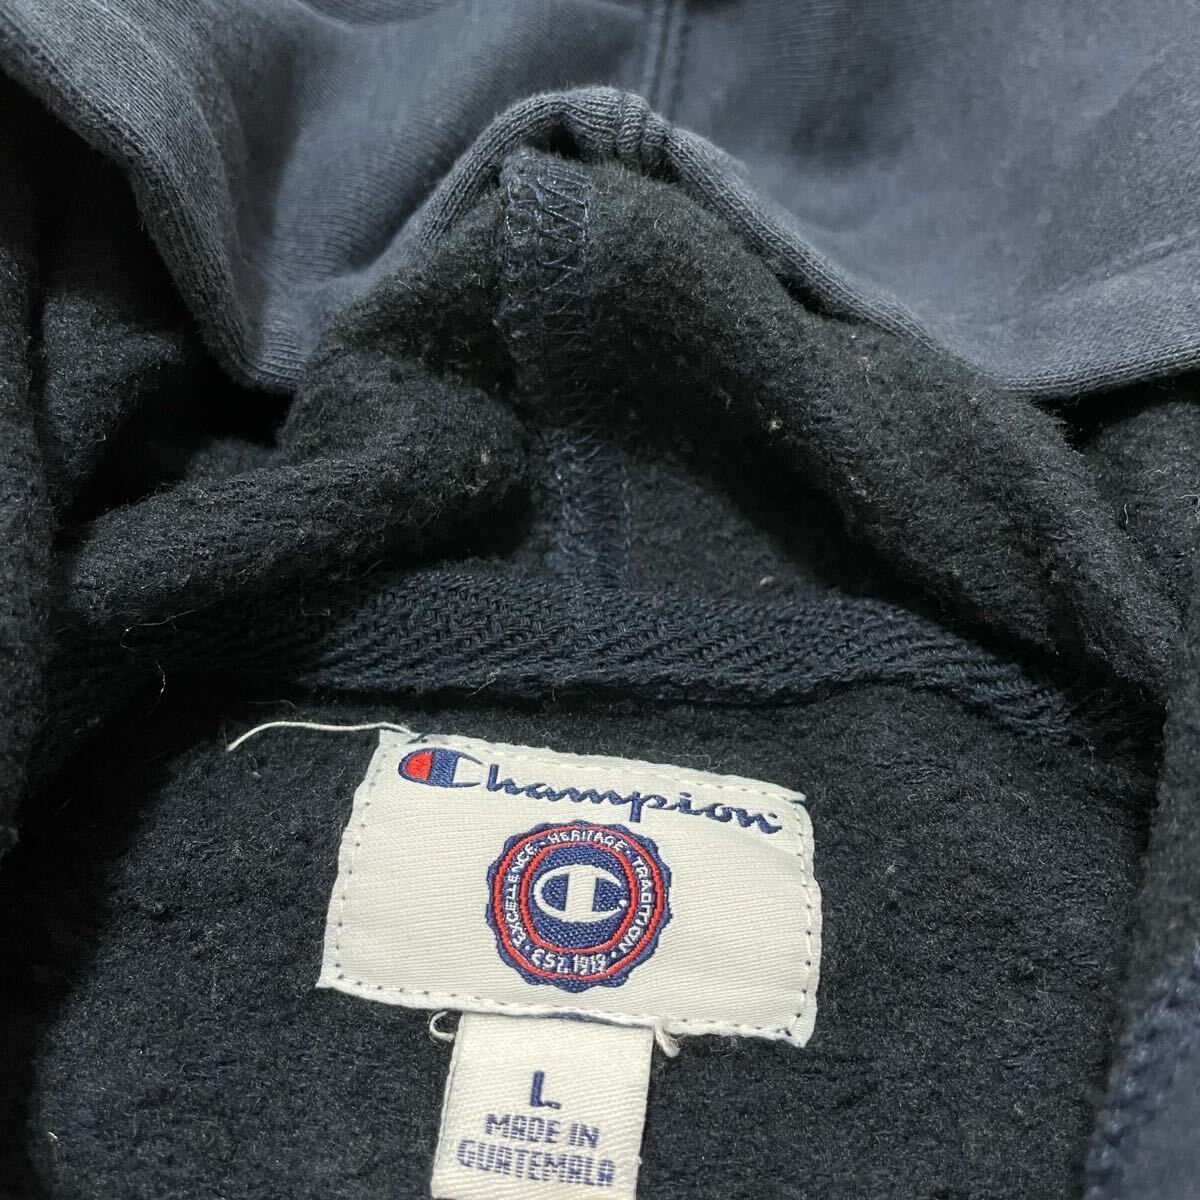 Champion
EXCELLENCE · HERITAGE · TRADITION
· EST. 1919 ·
L
MADE IN
GUATEMALA